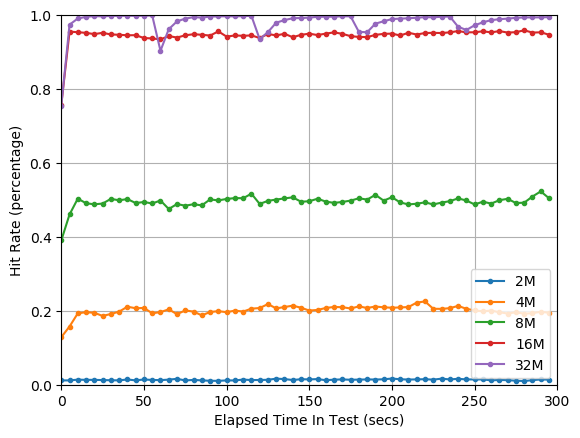 1.0
0.8
0.6
0.4
0.2
0.0
Hit Rate (percentage)
0 50 100 150 200 250 300
Elapsed Time In Test (secs)
2M
4M
8M
16M
32M